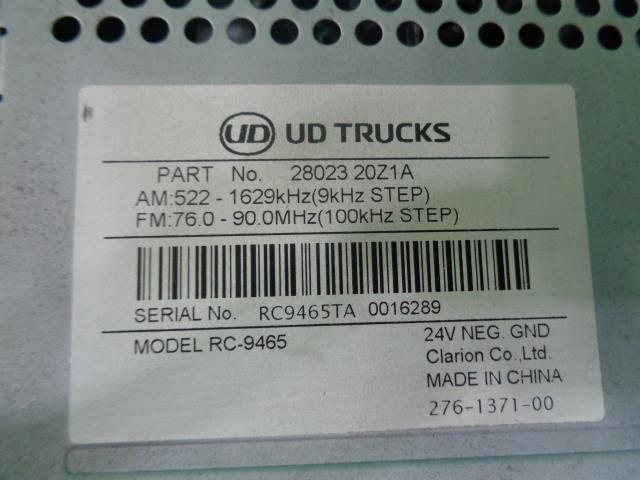 UD UD TRUCKS
PART No. 28023 20Z1A
AM:522 - 1629kHz(9kHz STEP)
FM:76.0 - 90.0MHz(100kHz STEP)
SERIAL No. RC9465TA 0016289
MODEL RC-9465 24V NEG. GND
Clarion Co.,Ltd.
MADE IN CHINA
276-1371-00